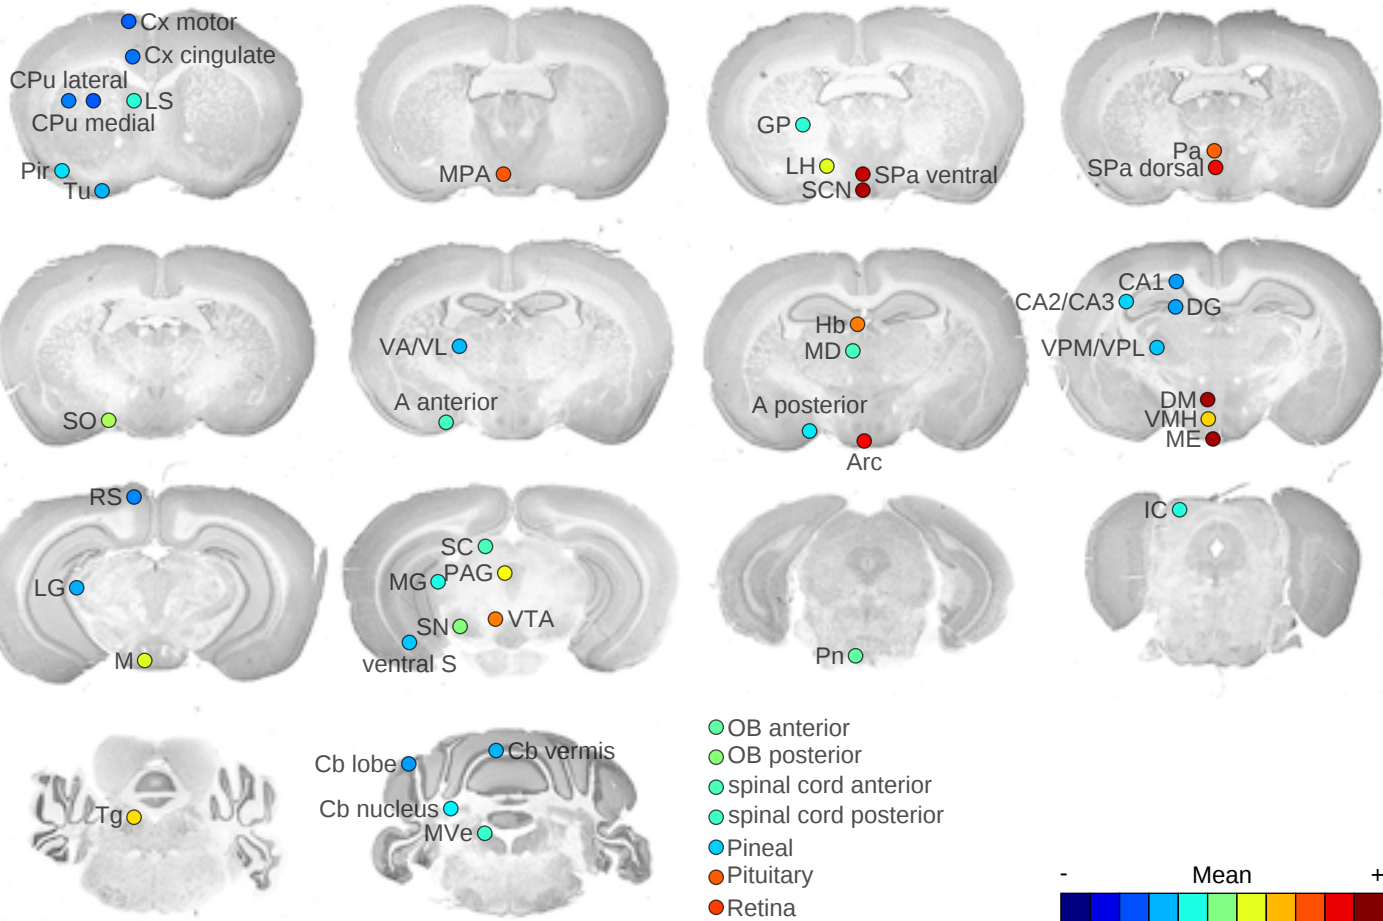 Cx motor
Cx cingulate
CPu lateral
LS
CPu medial
Pir
Tu
MPA
GP
LH
SPa ventral
SCN
Pa
SPa dorsal
SO
VA/VL
A anterior
Hb
MD
A posterior
Arc
CA1
CA2/CA3
DG
VPM/VPL
DM
VMH
ME
RS
LG
M
SC
MG
PAG
SN
VTA
ventral S
Pn
IC
Tg
Cb lobe
Cb vermis
Cb nucleus
MVe
OB anterior
OB posterior
spinal cord anterior
spinal cord posterior
Pineal
Pituitary
Retina
- Mean +